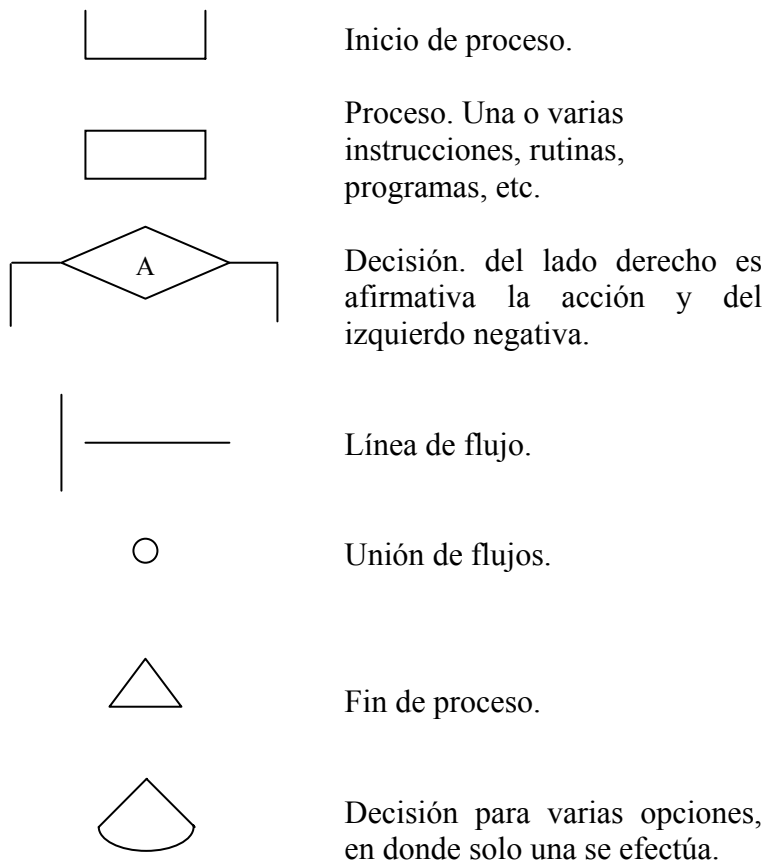 Inicio de proceso.
Proceso. Una o varias
instrucciones, rutinas,
programas, etc.
A
Decisión. del lado derecho es
afirmativa la acción y del
izquierdo negativa.
Línea de flujo.
Unión de flujos.
Fin de proceso.
Decisión para varias opciones,
en donde solo una se efectúa.